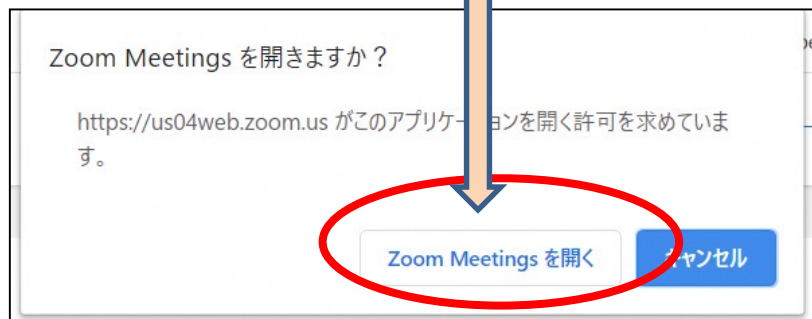 Zoom Meetings を開きますか？
https://us04web.zoom.us がこのアプリケーションを開く許可を求めていま
す。
Zoom Meetings を開く
キャンセル